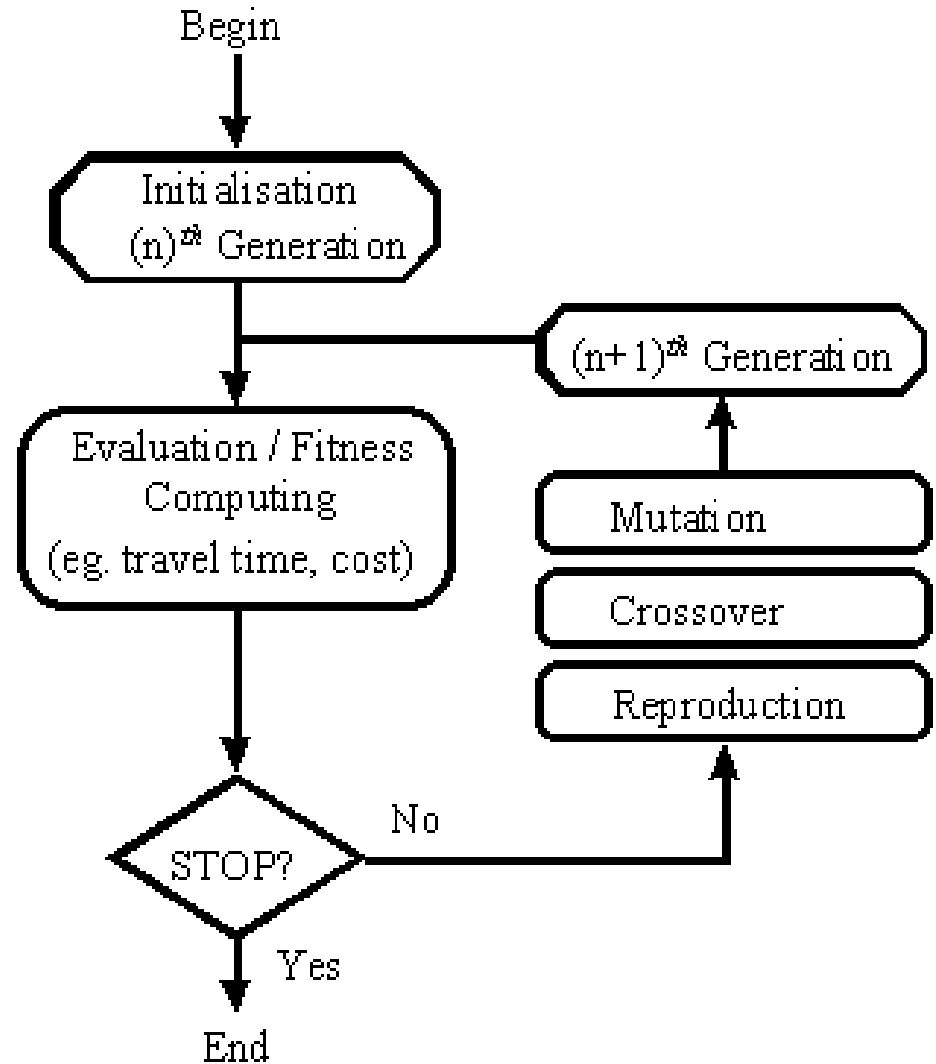 Begin
Initialisation
(n)th Generation
(n+1)th Generation
Evaluation / Fitness
Computing
(eg. travel time, cost)
Mutation
Crossover
Reproduction
No
STOP?
Yes
End